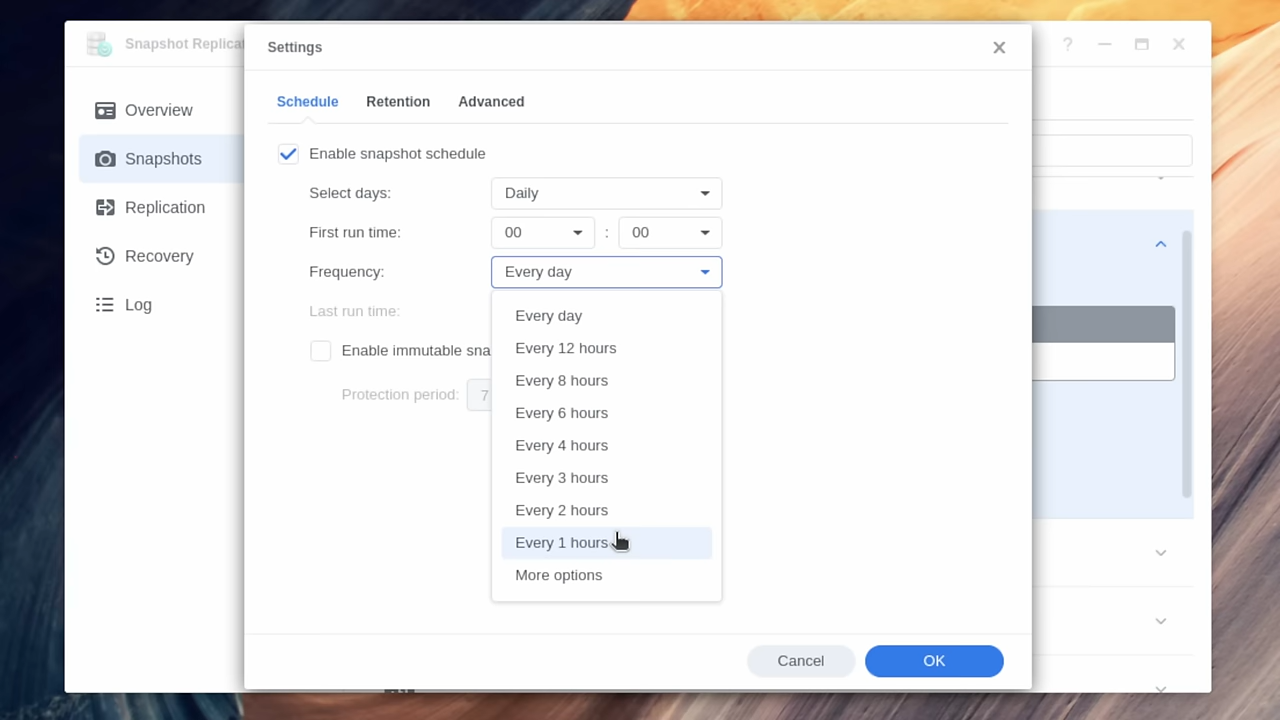 Snapshot Replicat
Settings
?
Overview
Snapshots
Replication
Recovery
Log
Schedule Retention Advanced
Enable snapshot schedule
Select days: Daily
First run time: 00 : 00
Frequency: Every day
Last run time:
Enable immutable sna
Protection period: 7
Every day
Every 12 hours
Every 8 hours
Every 6 hours
Every 4 hours
Every 3 hours
Every 2 hours
Every 1 hours
More options
Cancel OK